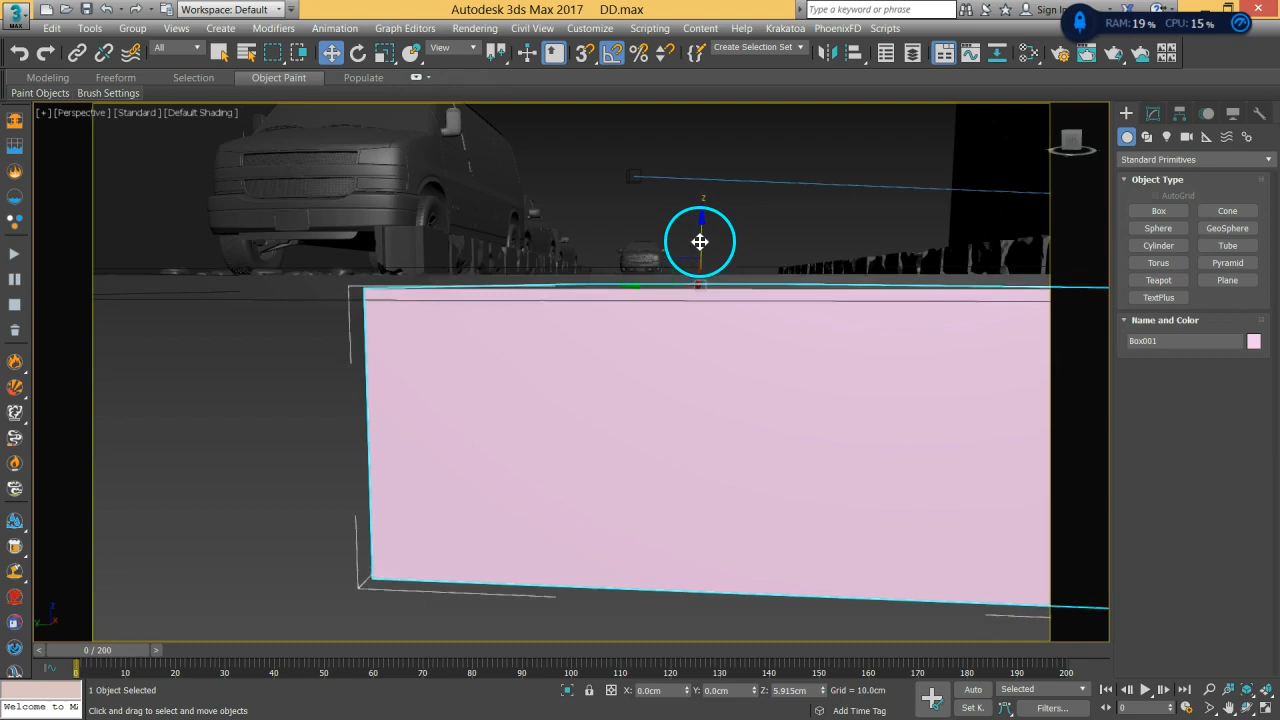 3 Workspace: Default Autodesk 3ds Max 2017 DD.max Type a keyword or phrase Sign In
MAX
RAM: 19 % CPU: 15 %
Edit Tools Group Views Create Modifiers Animation Graph Editors Rendering Civil View Customize Scripting Content Help Krakatoa PhoenixFD Scripts
All View Create Selection Set
Modeling Freeform Selection Object Paint Populate
Paint Objects Brush Settings
[ + ] [Perspective ] [Standard ] [Default Shading ]
Standard Primitives
Object Type
AutoGrid
Box Cone
Sphere GeoSphere
Cylinder Tube
Torus Pyramid
Teapot Plane
TextPlus
Name and Color
Box001
z
z
y x
< 0 / 200 >
0 10 20 30 40 50 60 70 80 90 100 110 120 130 140 150 160 170 180 190 200
1 Object Selected X: 0.0cm Y: 0.0cm Z: 5.915cm Grid = 10.0cm Auto Selected
Welcome to M Click and drag to select and move objects Add Time Tag Set K. Filters... 0